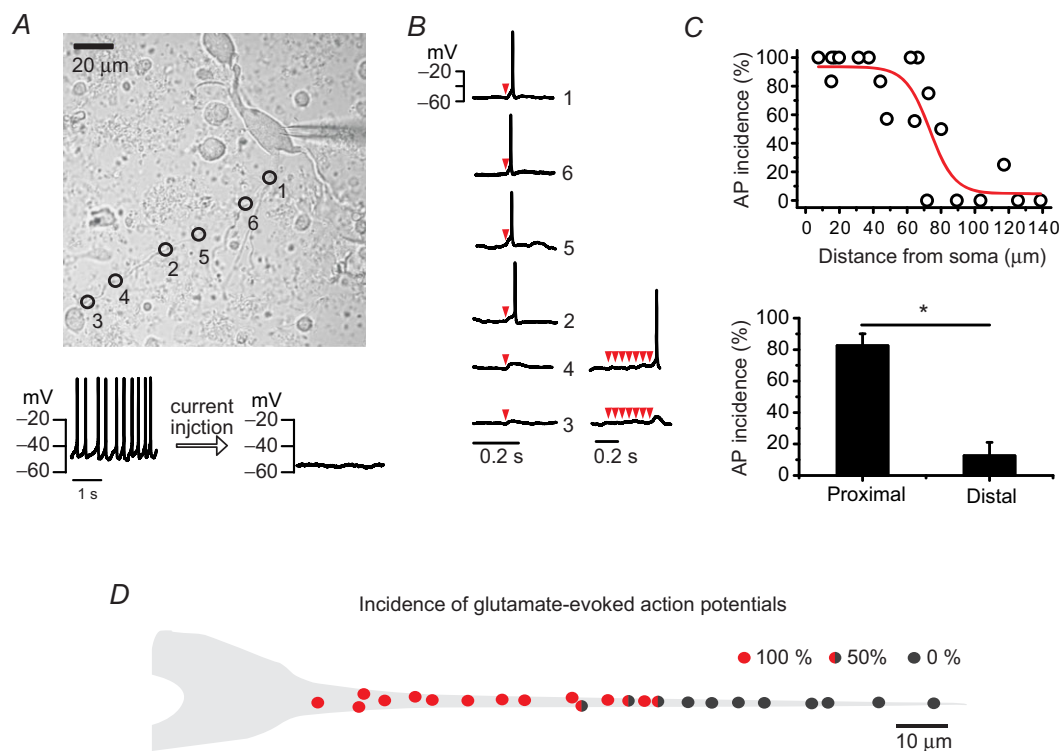 A
20 μm
1
6
5
2
4
3
mV
−20
−40
−60
1 s
current
injction
mV
−20
−40
−60
B
mV
−20
−60
1
6
5
2
4
3
0.2 s
0.2 s
C
AP incidence (%)
100
80
60
40
20
0
0 20 40 60 80 100 120 140
Distance from soma (μm)
AP incidence (%)
100
80
60
40
20
0
*
Proximal Distal
D
Incidence of glutamate-evoked action potentials
100 % 50% 0 %
10 μm